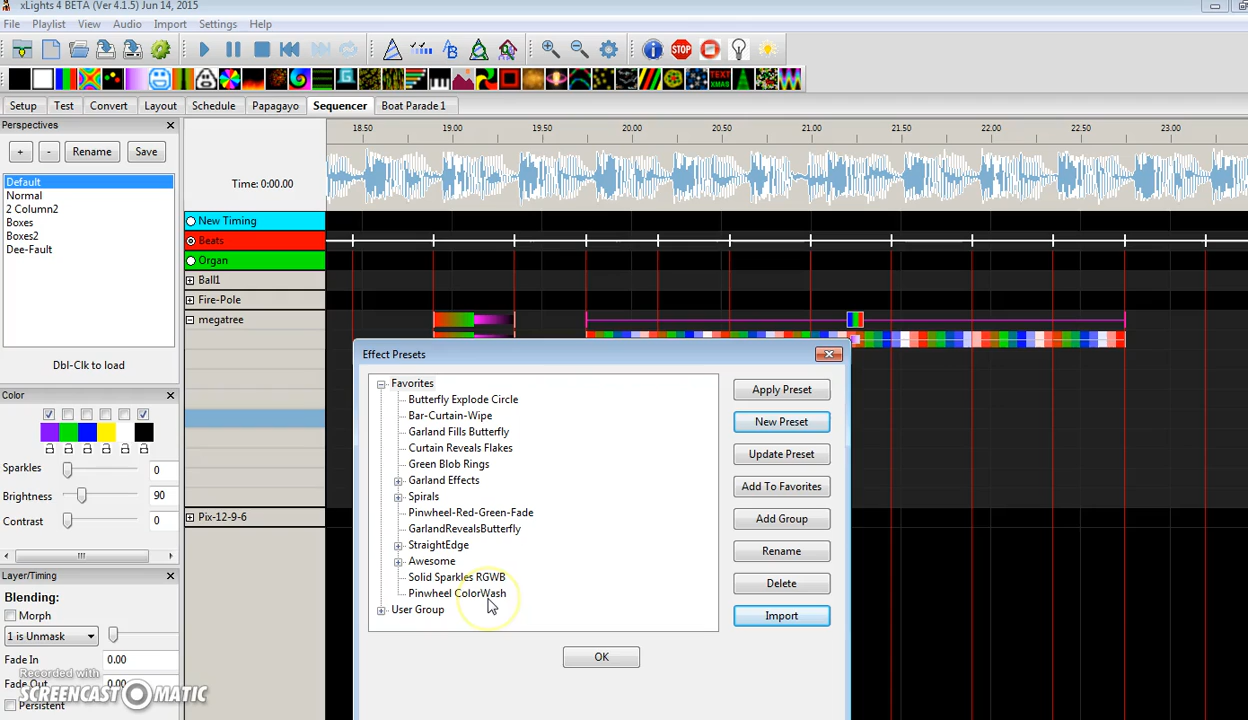 xLights 4 BETA (Ver 4.1.5) Jun 14, 2015
File Playlist View Audio Import Settings Help
TEXT
XMAS
Setup Test Convert Layout Schedule Papagayo Sequencer Boat Parade 1
Perspectives
+ - Rename Save
Default
Normal
2 Column2
Boxes
Boxes2
Dee-Fault
Dbl-Clk to load
Color
Sparkles 0
Brightness 90
Contrast 0
Layer/Timing
Blending:
Morph
1 is Unmask
Fade In 0.00
Fade Out 0.00
Persistent
Recorded with
SCREENCAST-O-MATIC
Time: 0:00.00
18.50 19.00 19.50 20.00 20.50 21.00 21.50 22.00 22.50 23.00
New Timing
Beats
Organ
Ball1
Fire-Pole
megatree
Pix-12-9-6
Effect Presets
Favorites
Butterfly Explode Circle
Bar-Curtain-Wipe
Garland Fills Butterfly
Curtain Reveals Flakes
Green Blob Rings
Garland Effects
Spirals
Pinwheel-Red-Green-Fade
GarlandRevealsButterfly
StraightEdge
Awesome
Solid Sparkles RGWB
Pinwheel ColorWash
User Group
Apply Preset
New Preset
Update Preset
Add To Favorites
Add Group
Rename
Delete
Import
OK